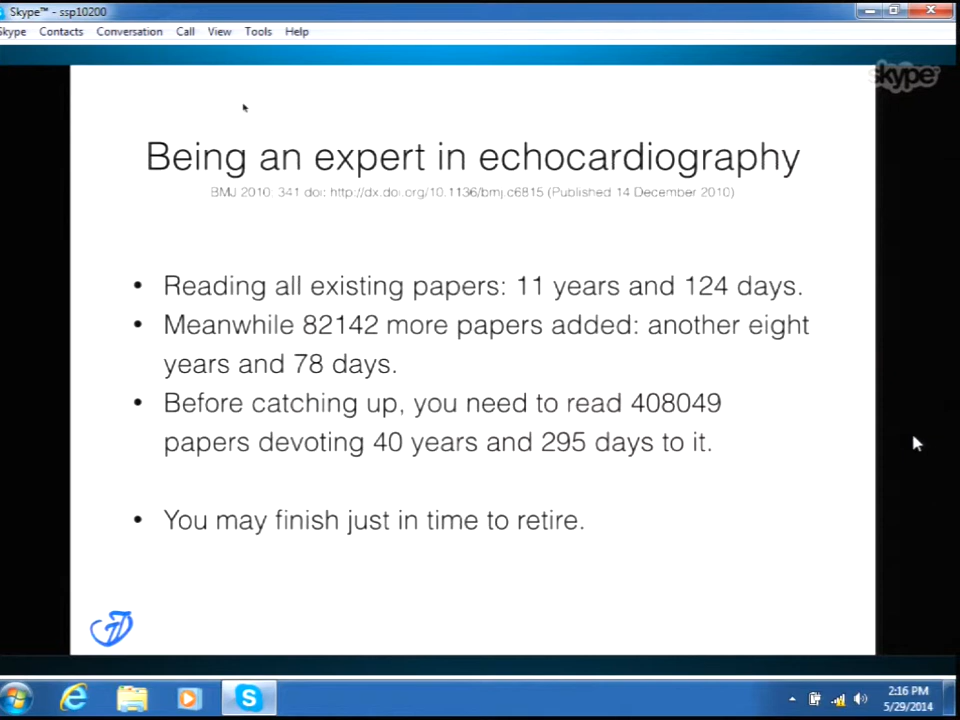 Skype™ - ssp10200
Skype Contacts Conversation Call View Tools Help
skype
Being an expert in echocardiography
BMJ 2010; 341 doi: http://dx.doi.org/10.1136/bmj.c6815 (Published 14 December 2010)
• Reading all existing papers: 11 years and 124 days.
• Meanwhile 82142 more papers added: another eight
years and 78 days.
• Before catching up, you need to read 408049
papers devoting 40 years and 295 days to it.
• You may finish just in time to retire.
2:16 PM
5/29/2014